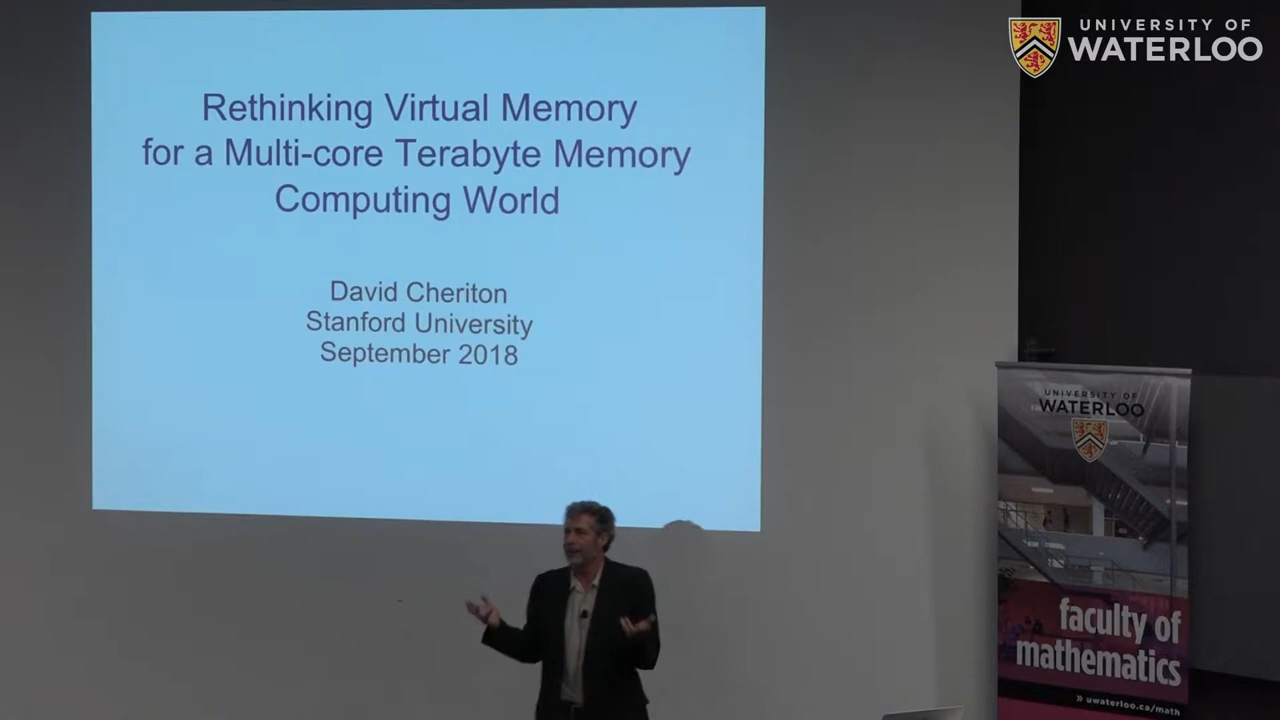 Rethinking Virtual Memory
for a Multi-core Terabyte Memory
Computing World
David Cheriton
Stanford University
September 2018
UNIVERSITY OF
WATERLOO
UNIVERSITY OF
WATERLOO
faculty of
mathematics
» uwaterloo.ca/math